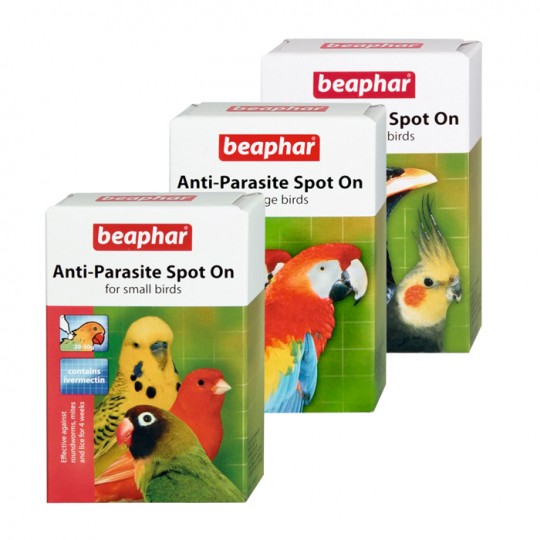 beaphar
Spot On
birds
beaphar
Anti-Parasite Spot On
ge birds
beaphar
Anti-Parasite Spot On
for small birds
contains
ivermectin
Effective against
roundworms, mites
and lice for 4 weeks